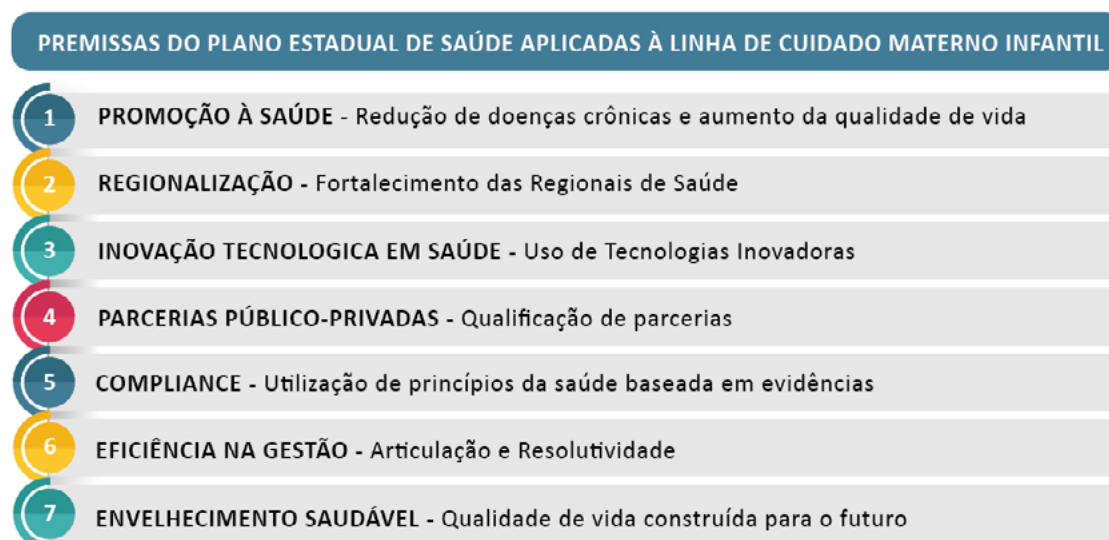 PREMISSAS DO PLANO ESTADUAL DE SAÚDE APLICADAS À LINHA DE CUIDADO MATERNO INFANTIL
1 PROMOÇÃO À SAÚDE - Redução de doenças crônicas e aumento da qualidade de vida
2 REGIONALIZAÇÃO - Fortalecimento das Regionais de Saúde
3 INOVAÇÃO TECNOLOGICA EM SAÚDE - Uso de Tecnologias Inovadoras
4 PARCERIAS PÚBLICO-PRIVADAS - Qualificação de parcerias
5 COMPLIANCE - Utilização de princípios da saúde baseada em evidências
6 EFICIÊNCIA NA GESTÃO - Articulação e Resolutividade
7 ENVELHECIMENTO SAUDÁVEL - Qualidade de vida construída para o futuro